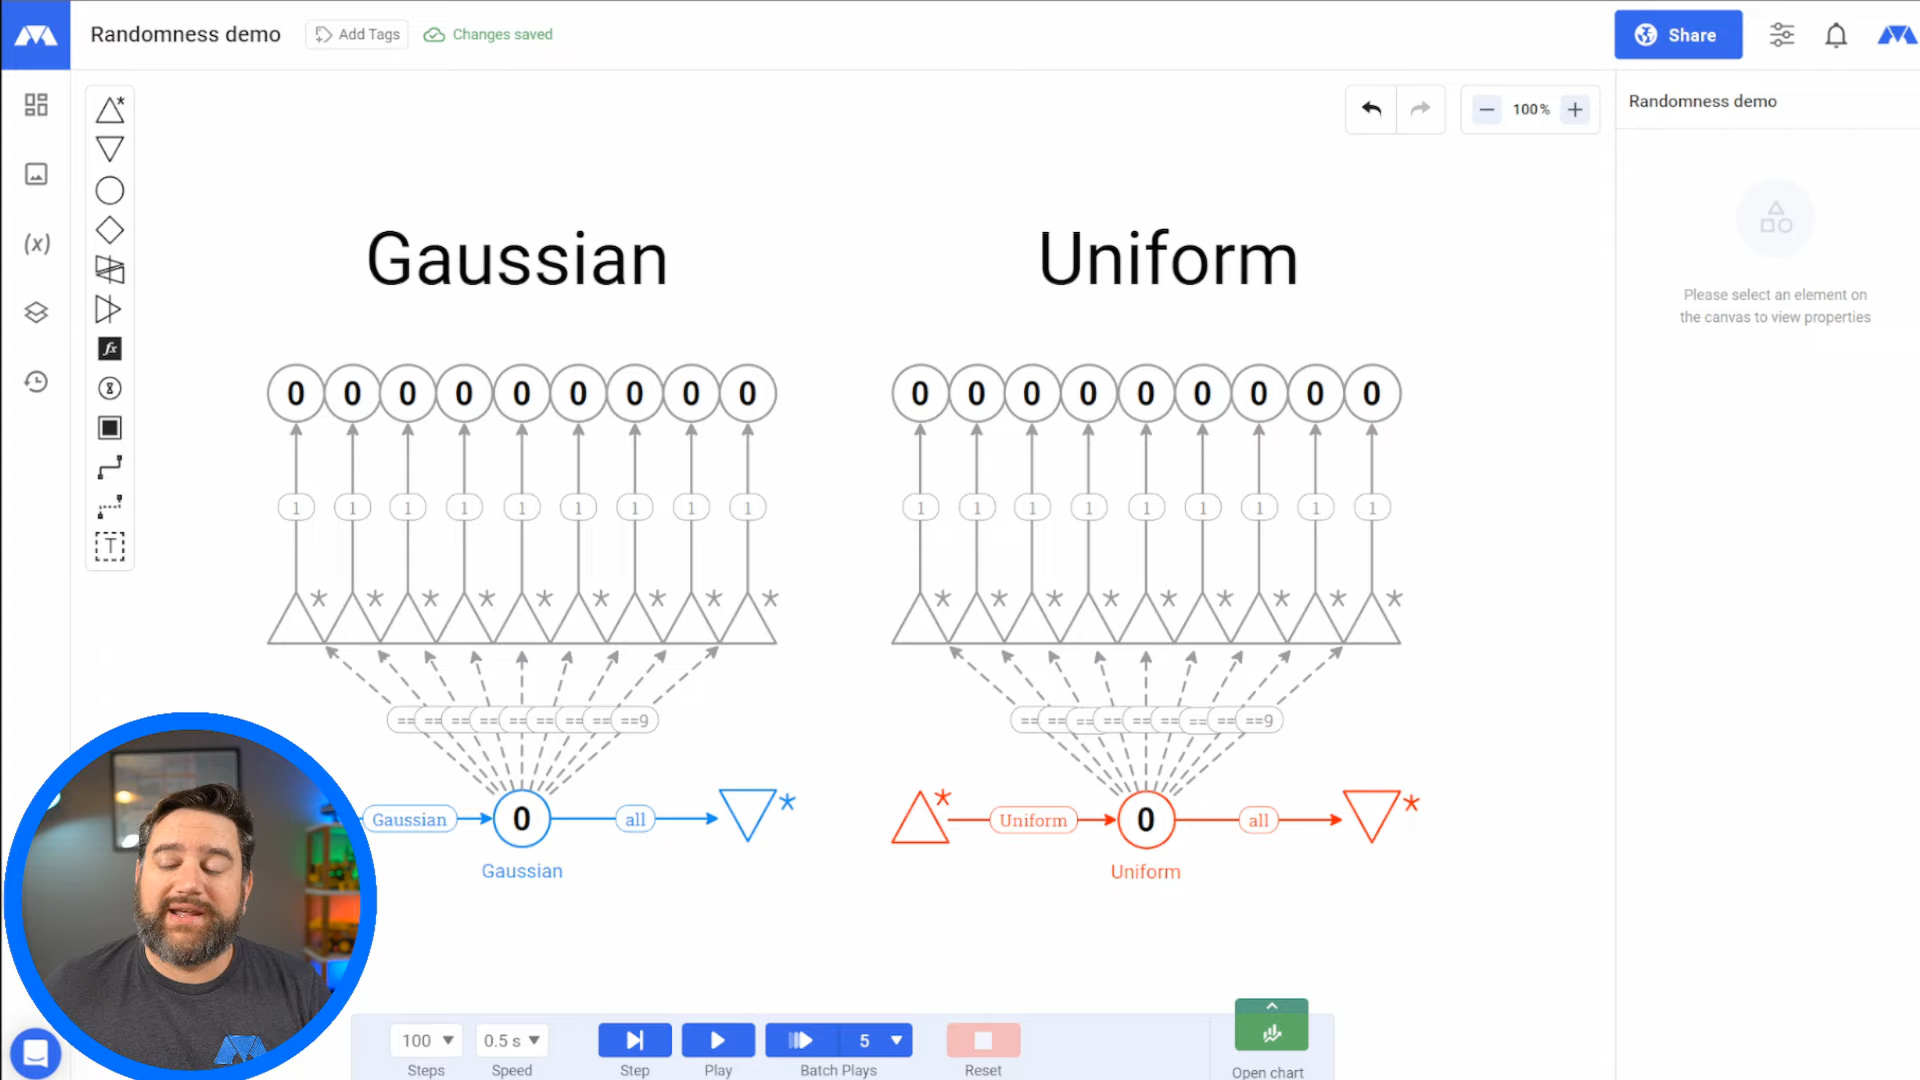 Randomness demo
Add Tags
Changes saved
Share
100%
Randomness demo
Please select an element on
the canvas to view properties
(x)
fx
T
Gaussian
Uniform
0 0 0 0 0 0 0 0 0
0 0 0 0 0 0 0 0 0
1 1 1 1 1 1 1 1 1
1 1 1 1 1 1 1 1 1
* * * * * * * * *
* * * * * * * * *
== == == == == == == == ==9
== == == == == == == == ==9
Gaussian 0 all *
* Uniform 0 all *
Gaussian
Uniform
100
0.5 s
5
Steps
Speed
Step
Play
Batch Plays
Reset
Open chart